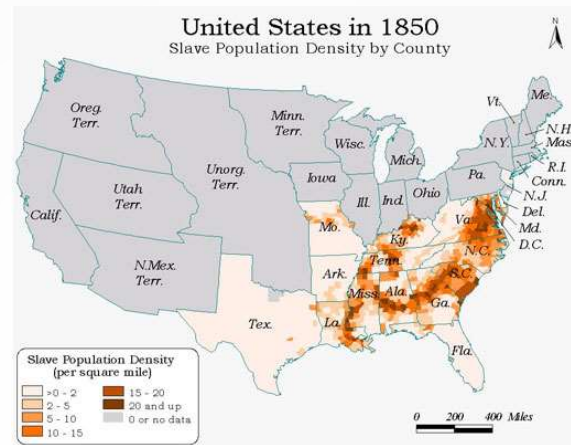 United States in 1850
Slave Population Density by County
N
Oreg.
Terr.
Minn.
Terr.
Vt.
Me.
N.H.
Mas
N.Y.
Wisc.
Mich.
R.I.
Conn.
Unorg.
Terr.
Iowa
Pa.
N.J.
Utah
Terr.
Ill.
Ind.
Ohio
Del.
Calif.
Md.
Mo.
Va.
D.C.
Ky.
N.Mex.
Terr.
Tenn.
N.C.
Ark.
S.C.
Miss.
Ala.
Ga.
Tex.
La.
Fla.
Slave Population Density
(per square mile)
>0 - 2
15 - 20
2 - 5
20 and up
5 - 10
0 or no data
10 - 15
0 200 400 Miles